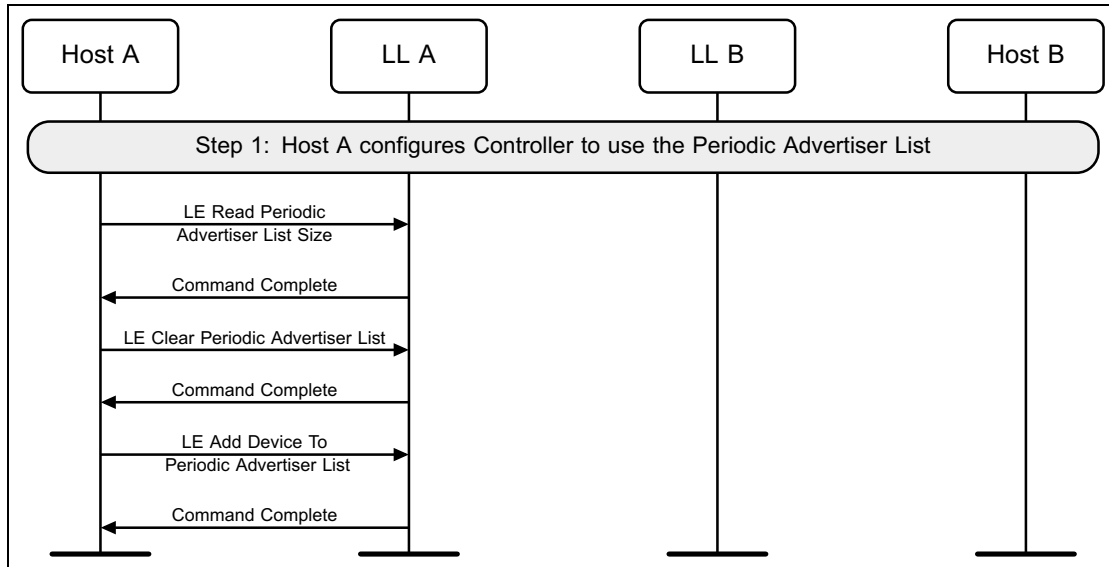 Host A
LL A
LL B
Host B
Step 1: Host A configures Controller to use the Periodic Advertiser List
LE Read Periodic
Advertiser List Size
Command Complete
LE Clear Periodic Advertiser List
Command Complete
LE Add Device To
Periodic Advertiser List
Command Complete